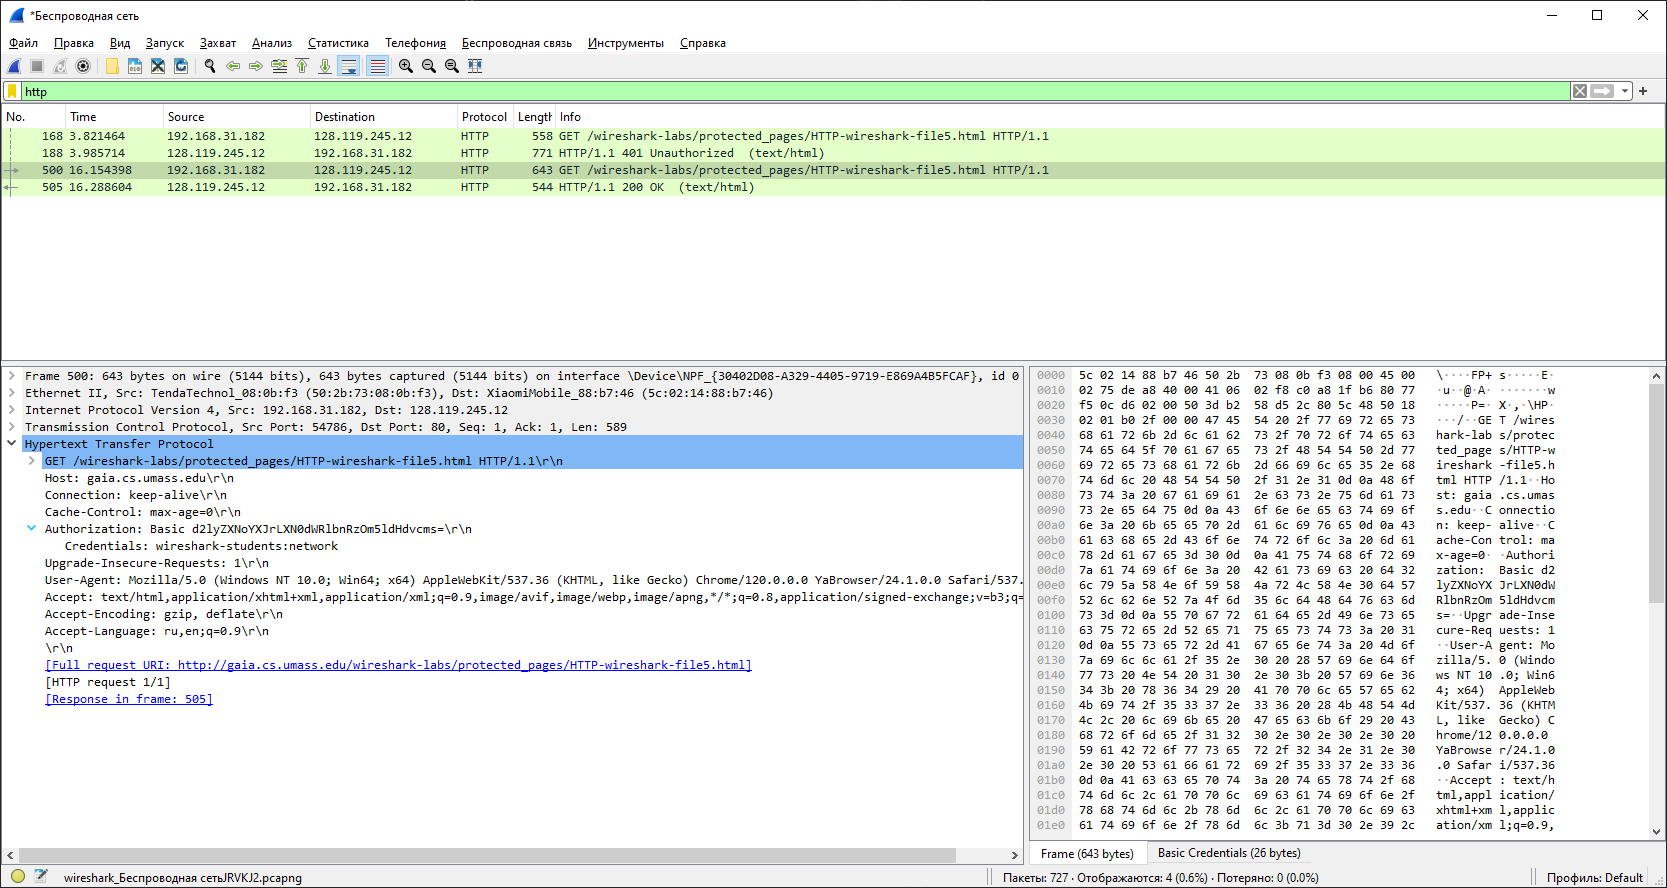 *Беспроводная сеть
Файл Правка Вид Запуск Захват Анализ Статистика Телефония Беспроводная связь Инструменты Справка
http
No. Time Source Destination Protocol Length Info
168 3.821464 192.168.31.182 128.119.245.12 HTTP 558 GET /wireshark-labs/protected_pages/HTTP-wireshark-file5.html HTTP/1.1
188 3.985714 128.119.245.12 192.168.31.182 HTTP 771 HTTP/1.1 401 Unauthorized (text/html)
500 16.154398 192.168.31.182 128.119.245.12 HTTP 643 GET /wireshark-labs/protected_pages/HTTP-wireshark-file5.html HTTP/1.1
505 16.288604 128.119.245.12 192.168.31.182 HTTP 544 HTTP/1.1 200 OK (text/html)
Frame 500: 643 bytes on wire (5144 bits), 643 bytes captured (5144 bits) on interface \Device\NPF_{30402D08-A329-4405-9719-E869A4B5FCAF}, id 0
Ethernet II, Src: TendaTechnol_08:0b:f3 (50:2b:73:08:0b:f3), Dst: XiaomiMobile_88:b7:46 (5c:02:14:88:b7:46)
Internet Protocol Version 4, Src: 192.168.31.182, Dst: 128.119.245.12
Transmission Control Protocol, Src Port: 54786, Dst Port: 80, Seq: 1, Ack: 1, Len: 589
Hypertext Transfer Protocol
GET /wireshark-labs/protected_pages/HTTP-wireshark-file5.html HTTP/1.1\r\n
Host: gaia.cs.umass.edu\r\n
Connection: keep-alive\r\n
Cache-Control: max-age=0\r\n
Authorization: Basic d2lyZXNoYXJrLXN0dWRlbnRzOm5ldHdvcms=\r\n
Credentials: wireshark-students:network
Upgrade-Insecure-Requests: 1\r\n
User-Agent: Mozilla/5.0 (Windows NT 10.0; Win64; x64) AppleWebKit/537.36 (KHTML, like Gecko) Chrome/120.0.0.0 YaBrowser/24.1.0.0 Safari/537.
Accept: text/html,application/xhtml+xml,application/xml;q=0.9,image/avif,image/webp,image/apng,*/*;q=0.8,application/signed-exchange;v=b3;q=
Accept-Encoding: gzip, deflate\r\n
Accept-Language: ru,en;q=0.9\r\n
\r\n
[Full request URI: http://gaia.cs.umass.edu/wireshark-labs/protected_pages/HTTP-wireshark-file5.html]
[HTTP request 1/1]
[Response in frame: 505]
0000 5c 02 14 88 b7 46 50 2b 73 08 0b f3 08 00 45 00 \····FP+ s·····E·
0010 02 75 de a8 40 00 41 06 02 f8 c0 a8 1f b6 80 77 ·u··@·A· ·······w
0020 f5 0c d6 02 00 50 3d b2 58 d5 2c 80 5c 48 50 18 ·····P=· X·,·\HP·
0030 02 01 b0 2f 00 00 47 45 54 20 2f 77 69 72 65 73 ···/··GE T /wires
0040 68 61 72 6b 2d 6c 61 62 73 2f 70 72 6f 74 65 63 hark-lab s/protec
0050 74 65 64 5f 70 61 67 65 73 2f 48 54 54 50 2d 77 ted_page s/HTTP-w
0060 69 72 65 73 68 61 72 6b 2d 66 69 6c 65 35 2e 68 ireshark -file5.h
0070 74 6d 6c 20 48 54 54 50 2f 31 2e 31 0d 0a 48 6f tml HTTP /1.1··Ho
0080 73 74 3a 20 67 61 69 61 2e 63 73 2e 75 6d 61 73 st: gaia .cs.umas
0090 73 2e 65 64 75 0d 0a 43 6f 6e 6e 65 63 74 69 6f s.edu··C onnectio
00a0 6e 3a 20 6b 65 65 70 2d 61 6c 69 76 65 0d 0a 43 n: keep- alive··C
00b0 61 63 68 65 2d 43 6f 6e 74 72 6f 6c 3a 20 6d 61 ache-Con trol: ma
00c0 78 2d 61 67 65 3d 30 0d 0a 41 75 74 68 6f 72 69 x-age=0· ·Authori
00d0 7a 61 74 69 6f 6e 3a 20 42 61 73 69 63 20 64 32 zation:  Basic d2
00e0 6c 79 5a 58 4e 6f 59 58 4a 72 4c 58 4e 30 64 57 lyZXNoYX JrLXN0dW
00f0 52 6c 62 6e 52 7a 4f 6d 35 6c 64 48 64 76 63 6d RlbnRzOm 5ldHdvcm
0100 73 3d 0d 0a 55 70 67 72 61 64 65 2d 49 6e 73 65 s=··Upgr ade-Inse
0110 63 75 72 65 2d 52 65 71 75 65 73 74 73 3a 20 31 cure-Req uests: 1
0120 0d 0a 55 73 65 72 2d 41 67 65 6e 74 3a 20 4d 6f ··User-A gent: Mo
0130 7a 69 6c 6c 61 2f 35 2e 30 20 28 57 69 6e 64 6f zilla/5. 0 (Windo
0140 77 73 20 4e 54 20 31 30 2e 30 3b 20 57 69 6e 36 ws NT 10 .0; Win6
0150 34 3b 20 78 36 34 29 20 41 70 70 6c 65 57 65 62 4; x64)  AppleWeb
0160 4b 69 74 2f 35 33 37 2e 33 36 20 28 4b 48 54 4d Kit/537. 36 (KHTM
0170 4c 2c 20 6c 69 6b 65 20 47 65 63 6b 6f 29 20 43 L, like  Gecko) C
0180 68 72 6f 6d 65 2f 31 32 30 2e 30 2e 30 2e 30 20 hrome/12 0.0.0.0
0190 59 61 42 72 6f 77 73 65 72 2f 32 34 2e 31 2e 30 YaBrowse r/24.1.0
01a0 2e 30 20 53 61 66 61 72 69 2f 35 33 37 2e 33 36 .0 Safar i/537.36
01b0 0d 0a 41 63 63 65 70 74 3a 20 74 65 78 74 2f 68 ··Accept : text/h
01c0 74 6d 6c 2c 61 70 70 6c 69 63 61 74 69 6f 6e 2f tml,appl ication/
01d0 78 68 74 6d 6c 2b 78 6d 6c 2c 61 70 70 6c 69 63 xhtml+xm l,applic
01e0 61 74 69 6f 6e 2f 78 6d 6c 3b 71 3d 30 2e 39 2c ation/xm l;q=0.9,
Frame (643 bytes) Basic Credentials (26 bytes)
wireshark_Беспроводная сетьJRVKJ2.pcapng Пакеты: 727 · Отображаются: 4 (0.6%) · Потеряно: 0 (0.0%) Профиль: Default